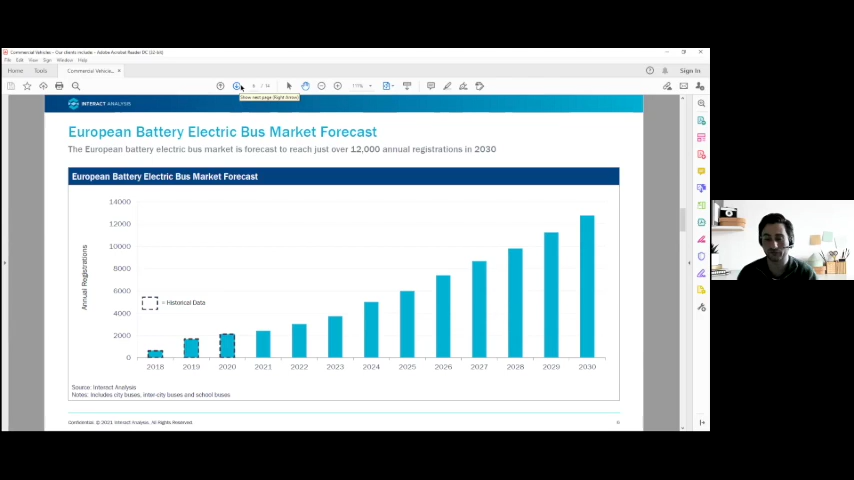 Commercial Vehicles - Our clients include - Adobe Acrobat Reader DC (32-bit)
File Edit View Sign Window Help
Home Tools Commercial Vehicle... × Sign In
6 / 14 111%
Show next page (Right Arrow)
INTERACT ANALYSIS
European Battery Electric Bus Market Forecast
The European battery electric bus market is forecast to reach just over 12,000 annual registrations in 2030
European Battery Electric Bus Market Forecast
14000
12000
10000
8000
6000
4000
2000
0
Annual Registrations
= Historical Data
2018 2019 2020 2021 2022 2023 2024 2025 2026 2027 2028 2029 2030
Source: Interact Analysis
Notes: Includes city buses, inter-city buses and school buses
Confidential. © 2021 Interact Analysis. All Rights Reserved 6